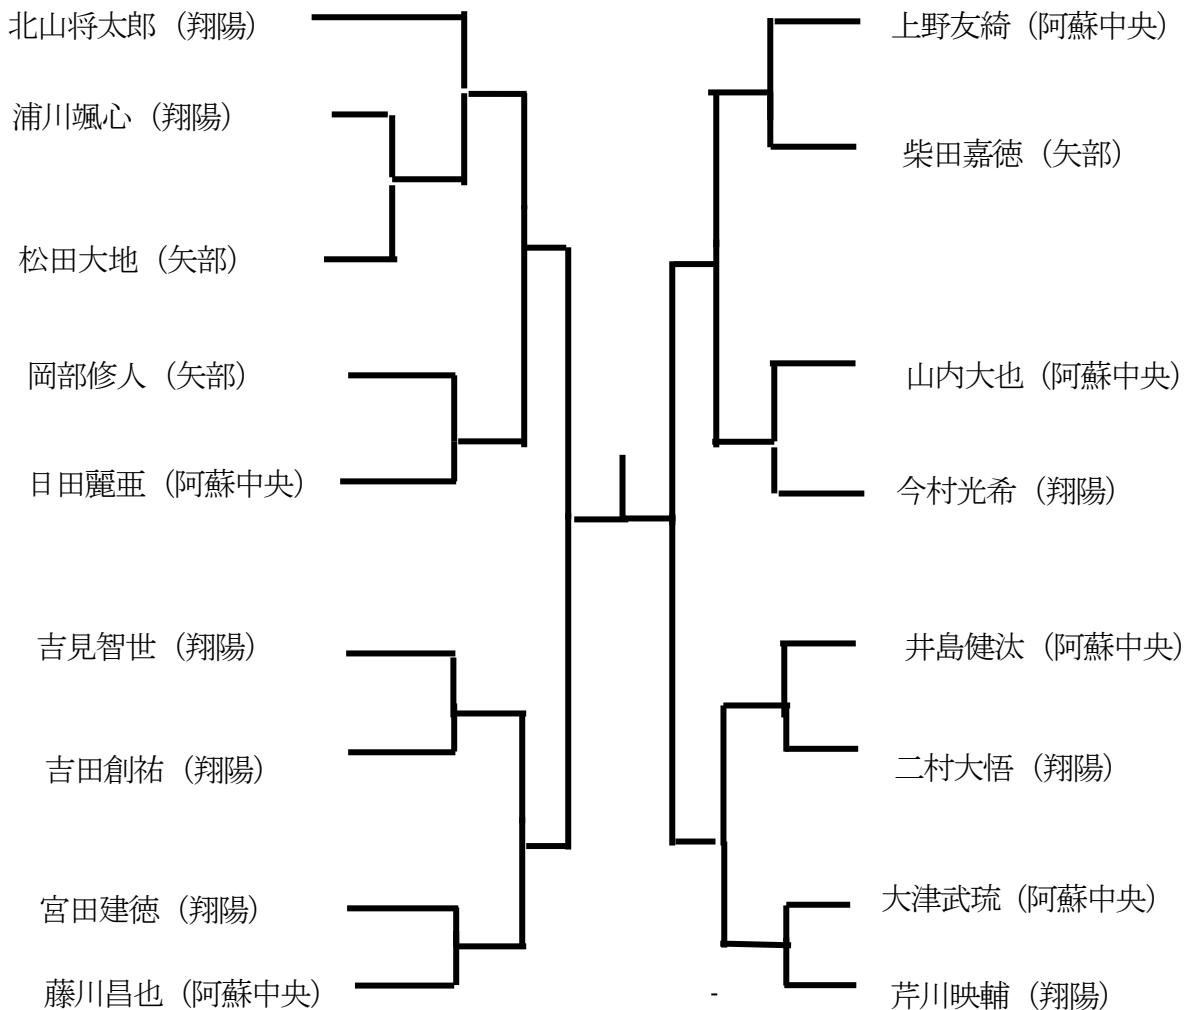 北山将太郎（翔陽）
浦川颯心（翔陽）
松田大地（矢部）
岡部修人（矢部）
日田麗亜（阿蘇中央）
吉見智世（翔陽）
吉田創祐（翔陽）
宮田建徳（翔陽）
藤川昌也（阿蘇中央）
上野友綺（阿蘇中央）
柴田嘉徳（矢部）
山内大也（阿蘇中央）
今村光希（翔陽）
井島健汰（阿蘇中央）
二村大悟（翔陽）
大津武琉（阿蘇中央）
芹川映輔（翔陽）
-